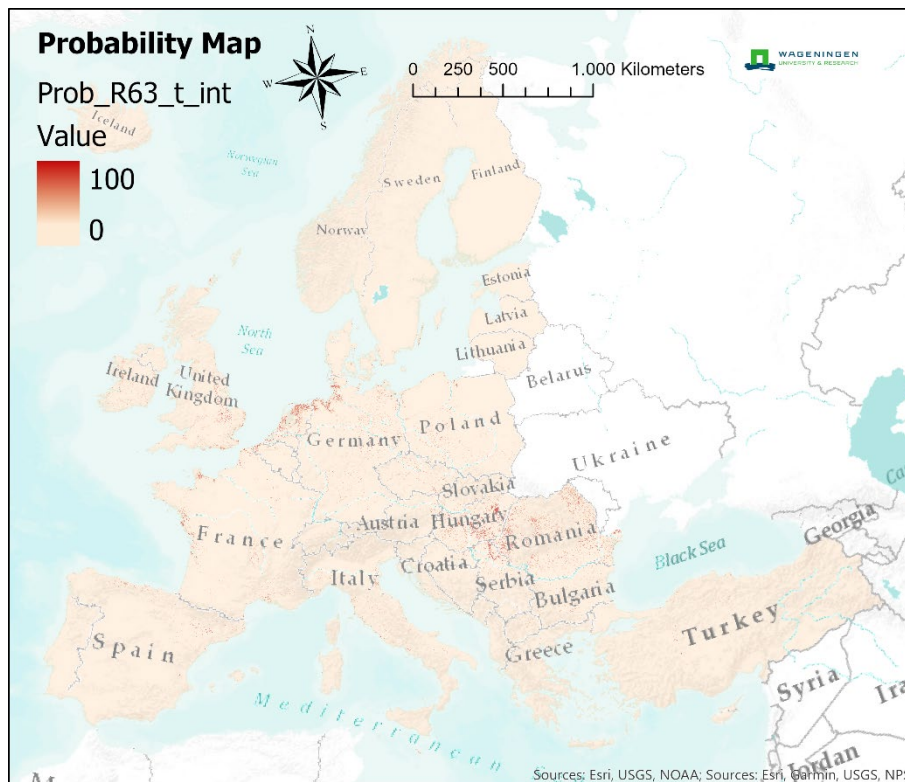 Probability Map
Prob_R63_t_int
Value
100
0
N
W
E
S
0 250 500 1.000 Kilometers
WAGENINGEN
UNIVERSITY & RESEARCH
Iceland
Norwegian
Sea
Sweden
Finland
Norway
Estonia
Latvia
Lithuania
North
Sea
Ireland
United
Kingdom
Belarus
Poland
Germany
Ukraine
Slovakia
Austria
Hungary
France
Romania
Croatia
Italy
Serbia
Black Sea
Georgia
Ca
Bulgaria
Spain
Turkey
Greece
Syria
Ira
Mediterranean
Sea
Jordan
Sources: Esri, USGS, NOAA; Sources: Esri, Garmin, USGS, NPS